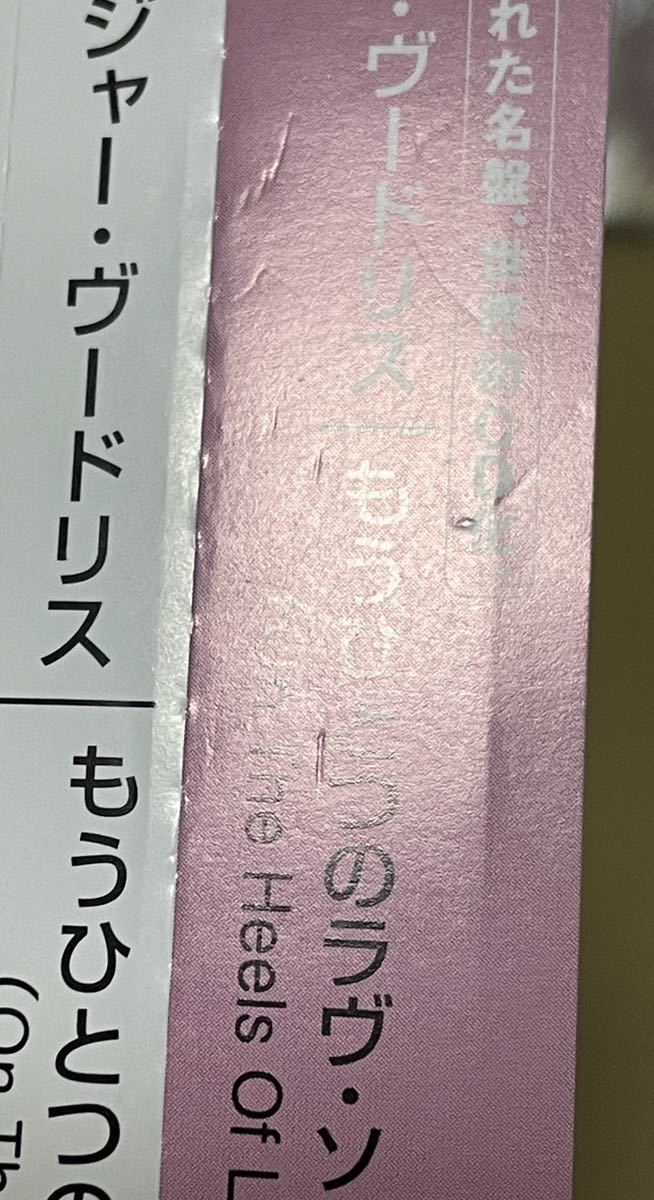 れた名盤・世界初CD化
・ヴードリス
もうひとつのラヴ・ソ
On The Heels Of L
ジャー・ヴードリス
もうひとつの
(On Th